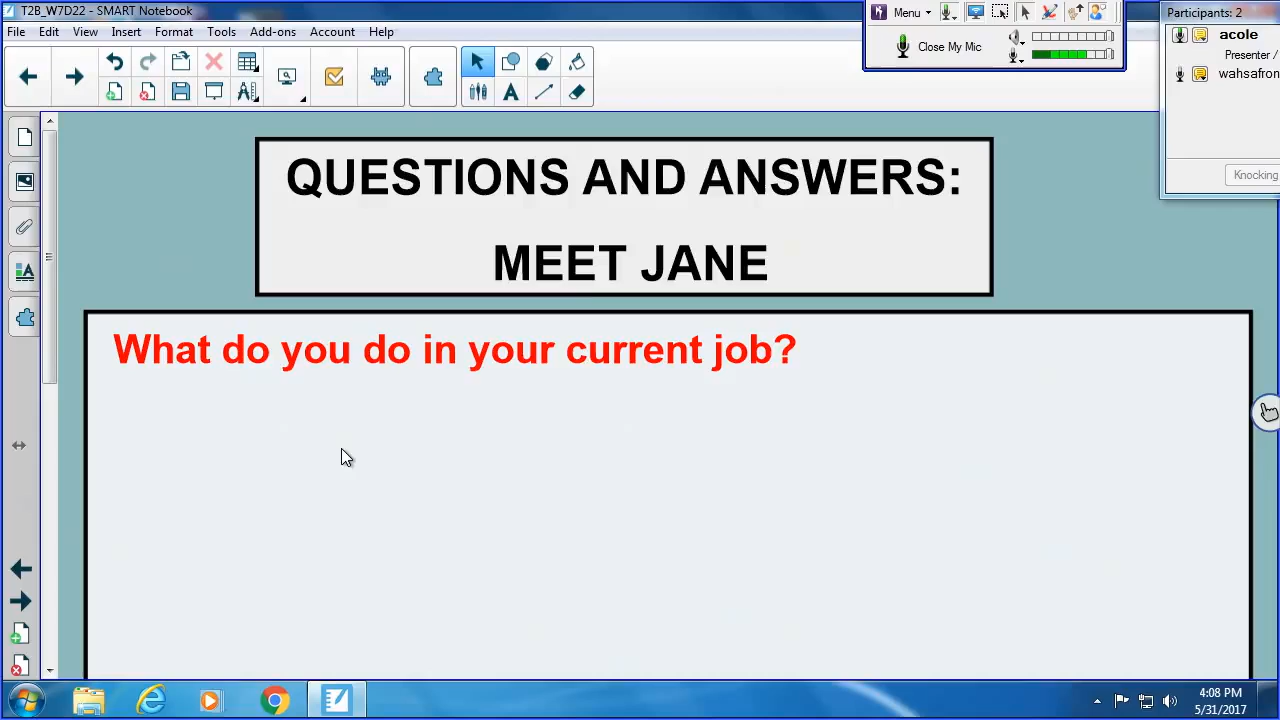 T2B_W7D22 - SMART Notebook
Menu
Participants: 2
File Edit View Insert Format Tools Add-ons Account Help
acole
Close My Mic
Presenter /
wahsafron
Knocking
QUESTIONS AND ANSWERS:
MEET JANE
What do you do in your current job?
4:08 PM
5/31/2017